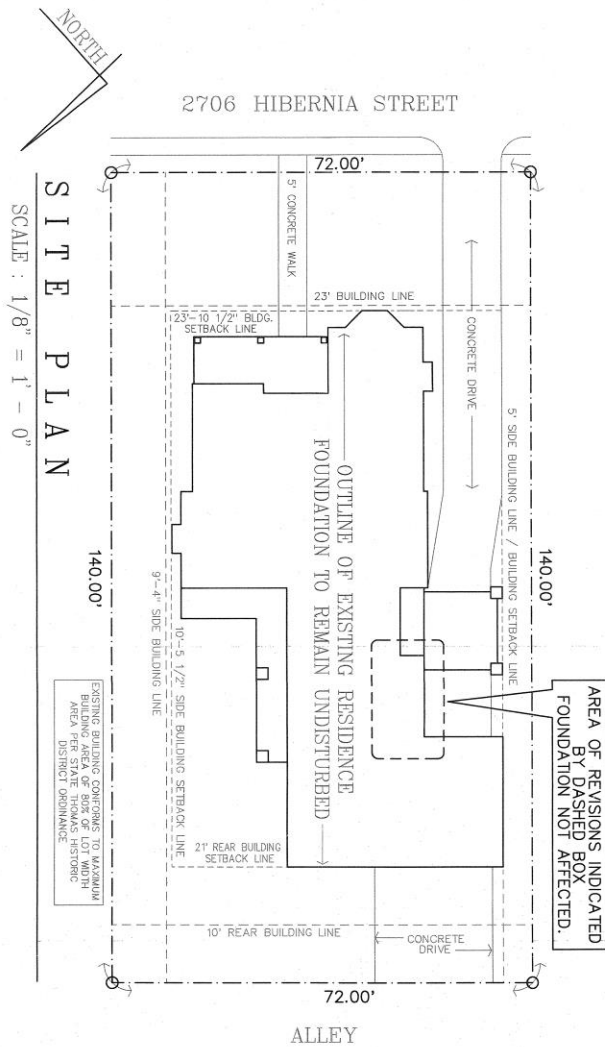 NORTH
2706 HIBERNIA STREET
72.00'
SITE PLAN
SCALE : 1/8" = 1' - 0"
5' CONCRETE WALK
23' BUILDING LINE
23'-10 1/2" BLDG.
SETBACK LINE
CONCRETE DRIVE
5' SIDE BUILDING LINE / BUILDING SETBACK LINE
OUTLINE OF EXISTING RESIDENCE
FOUNDATION TO REMAIN UNDISTURBED
140.00'
140.00'
9'-4" SIDE BUILDING LINE
10'-5 1/2" SIDE BUILDING SETBACK LINE
AREA OF REVISIONS INDICATED
BY DASHED BOX
FOUNDATION NOT AFFECTED.
EXISTING BUILDING CONFORMS TO MAXIMUM
BUILDING AREA OF 80% OF LOT WIDTH
AREA PER STATE THOMAS HISTORIC
DISTRICT ORDINANCE
21' REAR BUILDING
SETBACK LINE
10' REAR BUILDING LINE
CONCRETE
DRIVE
72.00'
ALLEY